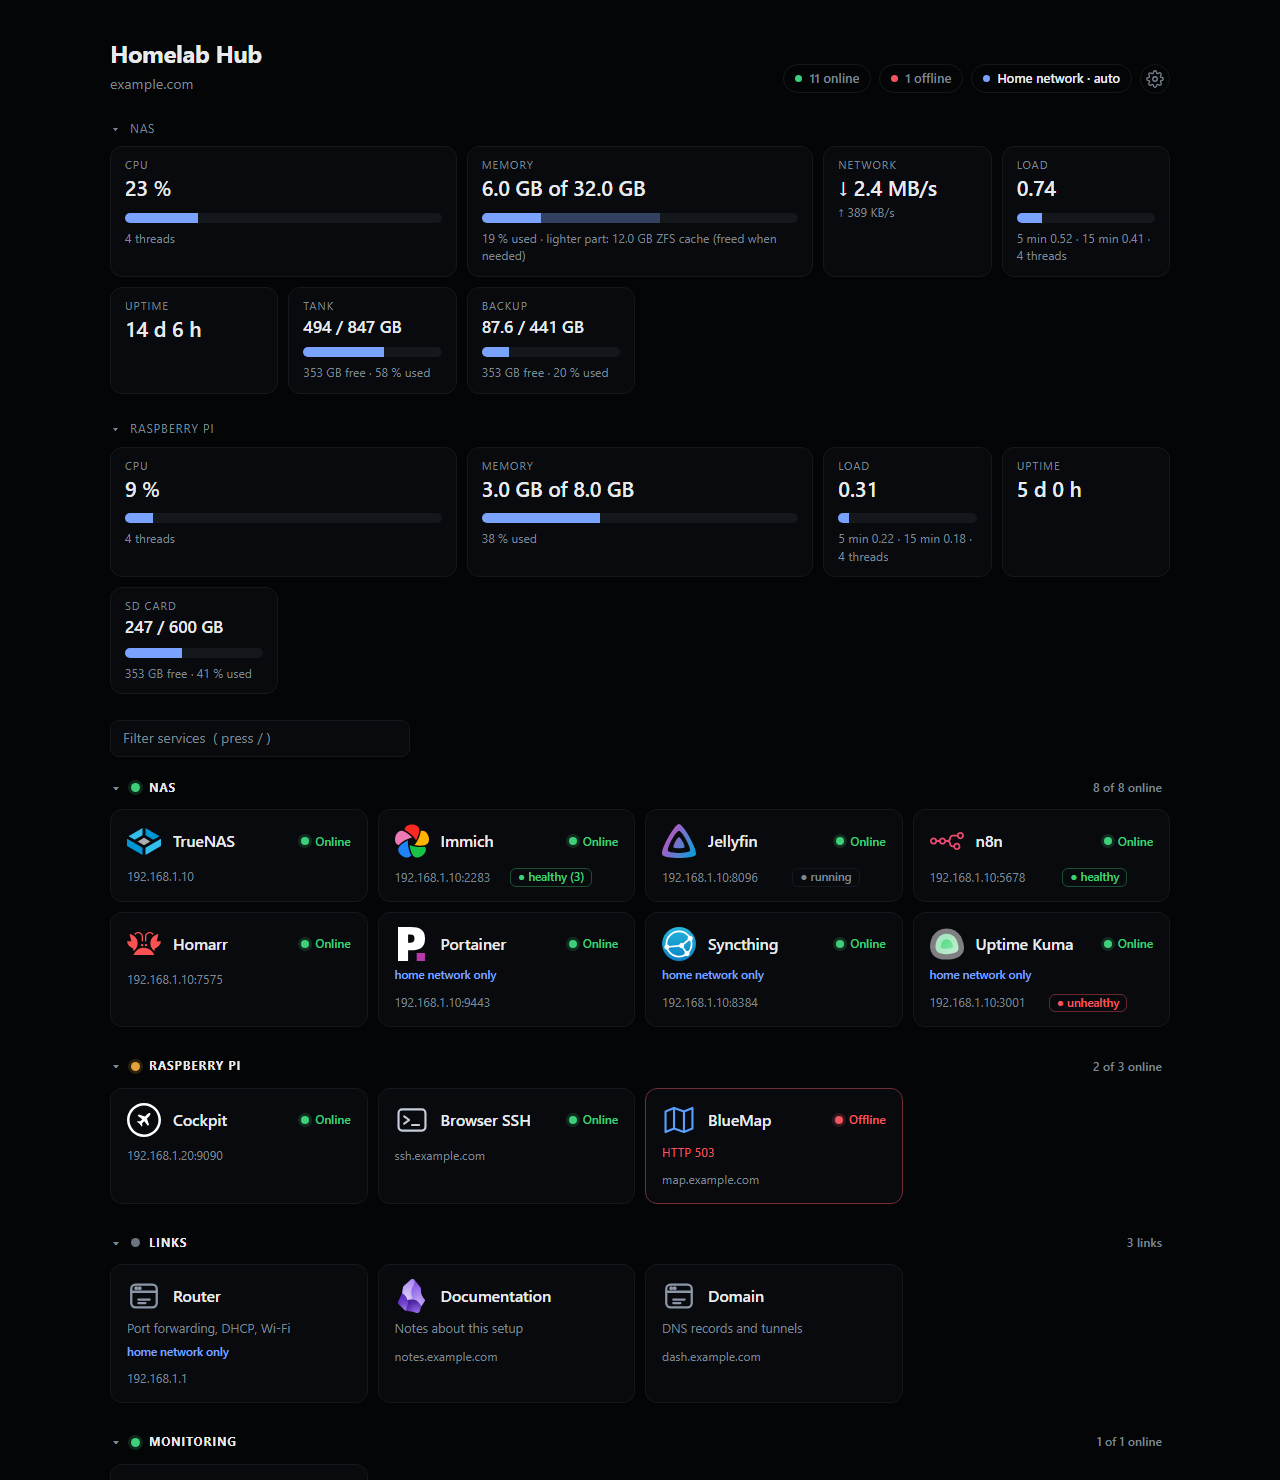 Homelab Hub
example.com
11 online
1 offline
Home network · auto
NAS
CPU
23 %
4 threads
MEMORY
6.0 GB of 32.0 GB
19 % used · lighter part: 12.0 GB ZFS cache (freed when
needed)
NETWORK
↓ 2.4 MB/s
↑ 389 KB/s
LOAD
0.74
5 min 0.52 · 15 min 0.41 ·
4 threads
UPTIME
14 d 6 h
TANK
494 / 847 GB
353 GB free · 58 % used
BACKUP
87.6 / 441 GB
353 GB free · 20 % used
RASPBERRY PI
CPU
9 %
4 threads
MEMORY
3.0 GB of 8.0 GB
38 % used
LOAD
0.31
5 min 0.22 · 15 min 0.18 ·
4 threads
UPTIME
5 d 0 h
SD CARD
247 / 600 GB
353 GB free · 41 % used
Filter services ( press / )
NAS
8 of 8 online
TrueNAS
Online
192.168.1.10
Immich
Online
192.168.1.10:2283
healthy (3)
Jellyfin
Online
192.168.1.10:8096
running
n8n
Online
192.168.1.10:5678
healthy
Homarr
Online
192.168.1.10:7575
Portainer
Online
home network only
192.168.1.10:9443
Syncthing
Online
home network only
192.168.1.10:8384
Uptime Kuma
Online
home network only
192.168.1.10:3001
unhealthy
RASPBERRY PI
2 of 3 online
Cockpit
Online
192.168.1.20:9090
Browser SSH
Online
ssh.example.com
BlueMap
Offline
HTTP 503
map.example.com
LINKS
3 links
Router
Port forwarding, DHCP, Wi-Fi
home network only
192.168.1.1
Documentation
Notes about this setup
notes.example.com
Domain
DNS records and tunnels
dash.example.com
MONITORING
1 of 1 online